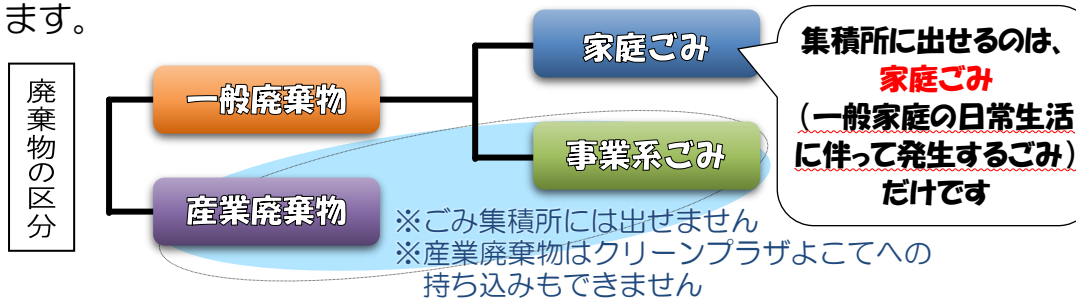 ます。
廃棄物の区分
一般廃棄物
産業廃棄物
家庭ごみ
事業系ごみ
集積所に出せるのは、
家庭ごみ
(一般家庭の日常生活
に伴って発生するごみ)
だけです
※ごみ集積所には出せません
※産業廃棄物はクリーンプラザよこてへの
持ち込みもできません